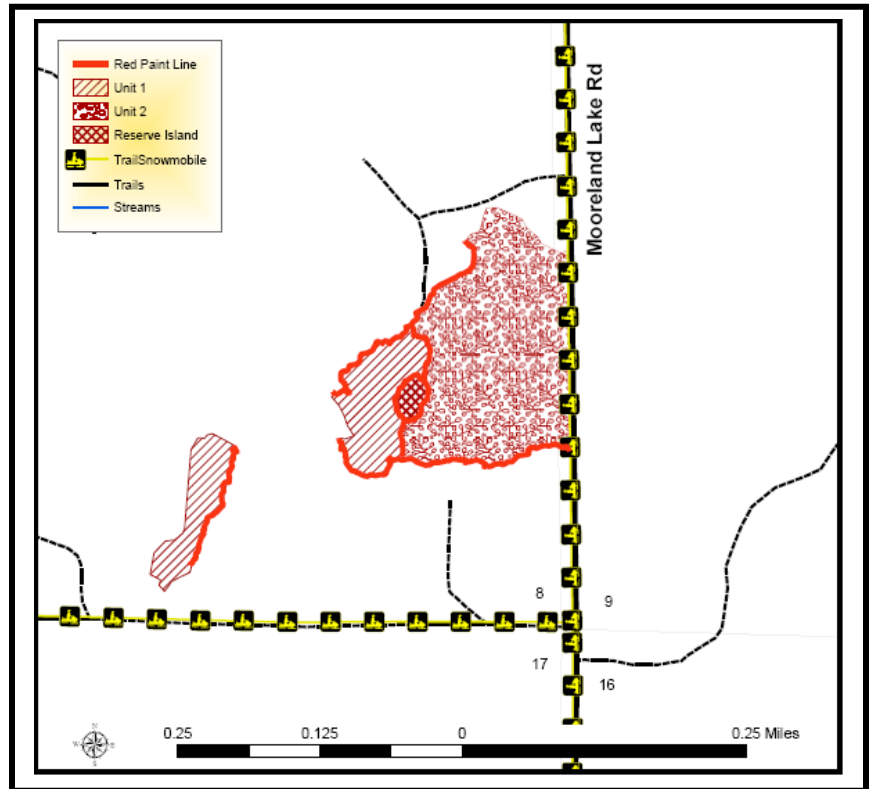 Red Paint Line
Unit 1
Unit 2
Reserve Island
TrailSnowmobile
Trails
Streams
Mooreland Lake Rd
8
9
17
16
N
W E
S
0.25 0.125 0 0.25 Miles